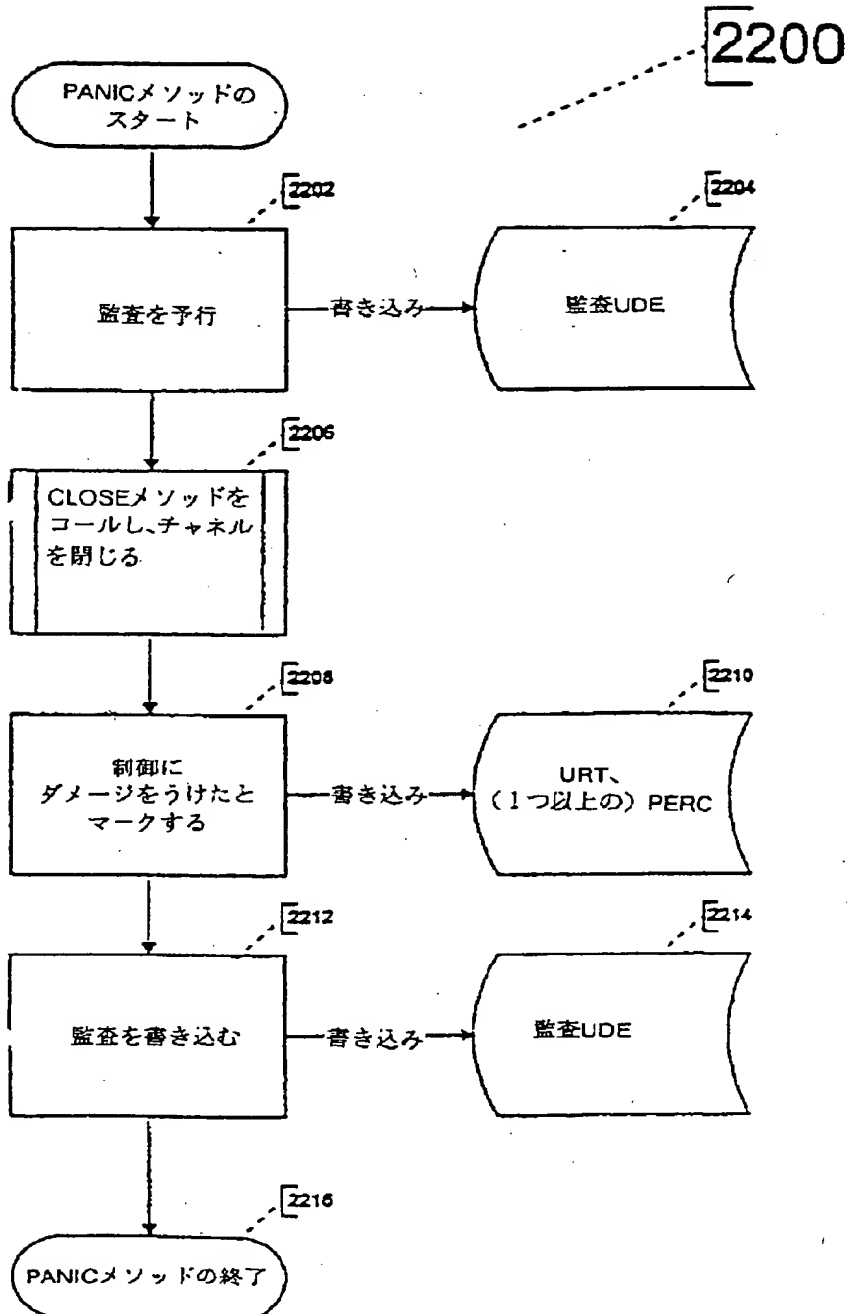 2200
PANICメソッドの
スタート
2202
2204
監査を予行
書き込み
監査UDE
2206
CLOSEメソッドを
コールし、チャネル
を閉じる
2208
2210
制御に
ダメージをうけたと
マークする
書き込み
URT、
(1つ以上の) PERC
2212
2214
監査を書き込む
書き込み
監査UDE
2216
PANICメソッドの終了